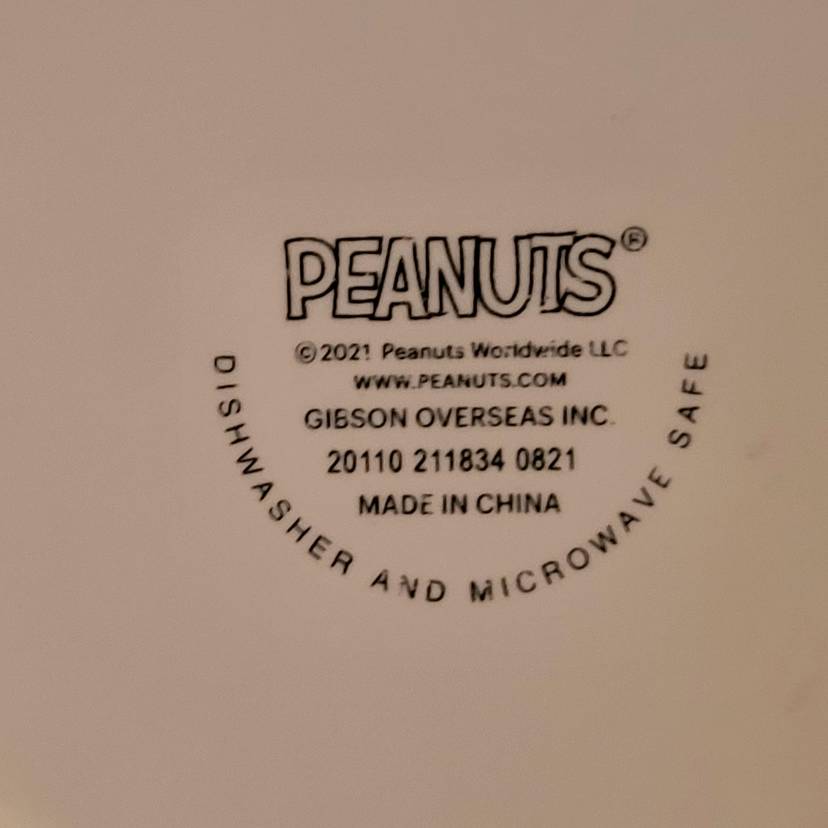 PEANUTS®
©2021 Peanuts Worldwide LLC
WWW.PEANUTS.COM
GIBSON OVERSEAS INC.
20110 211834 0821
MADE IN CHINA
DISHWASHER AND MICROWAVE SAFE